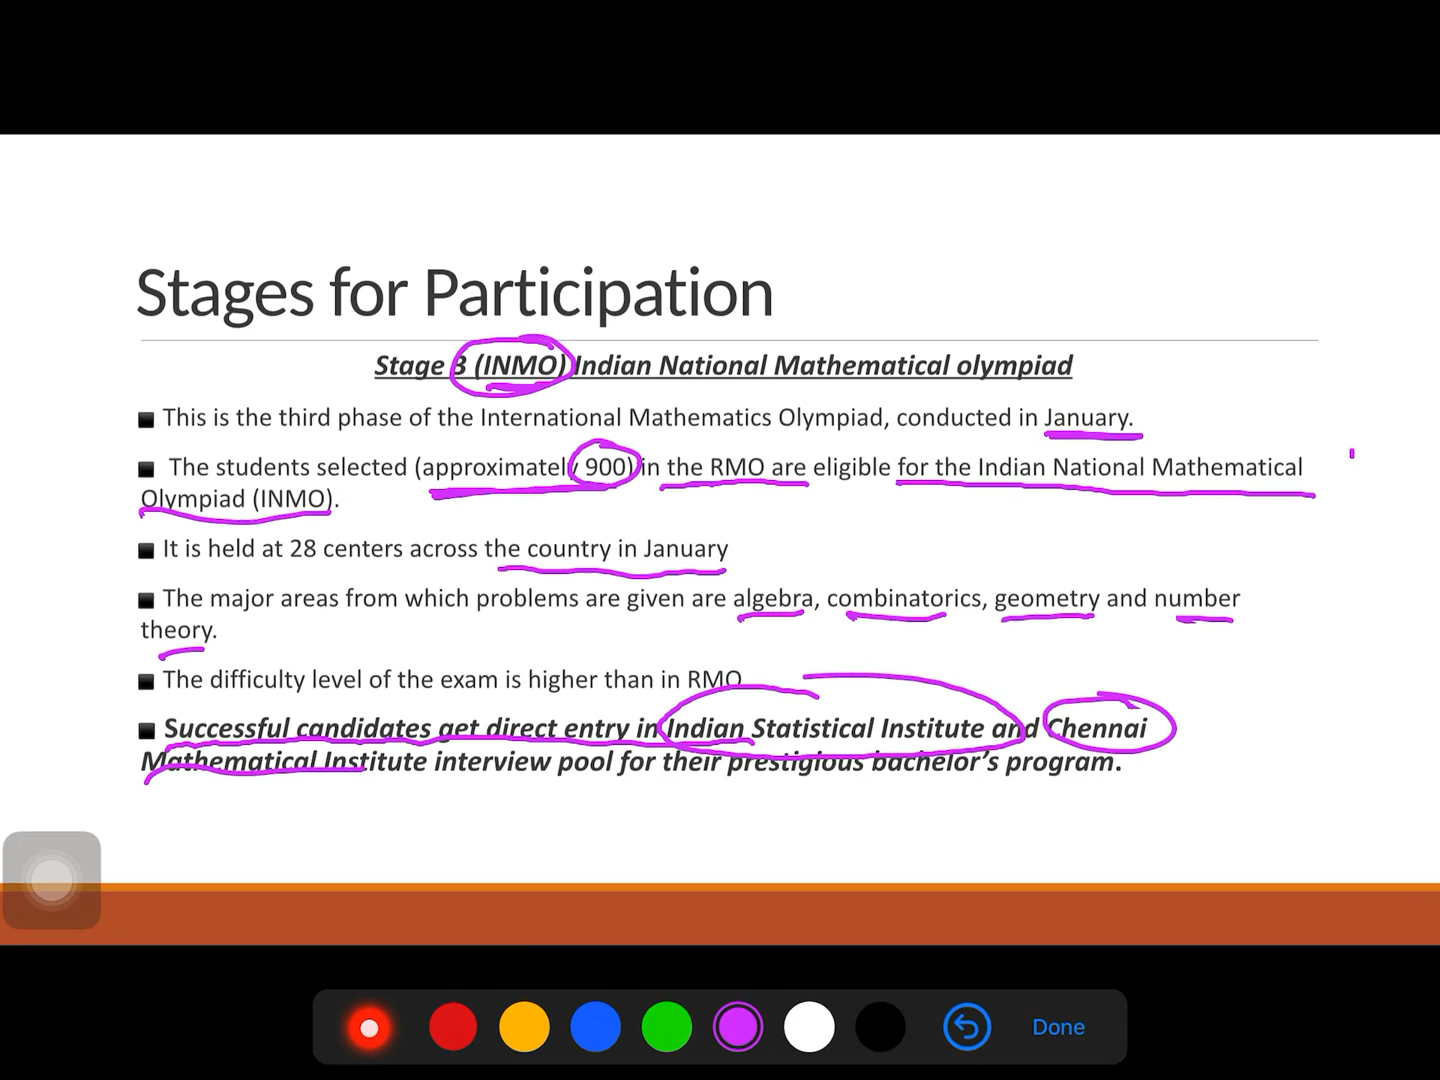 Stages for Participation
Stage 3 (INMO) Indian National Mathematical olympiad
This is the third phase of the International Mathematics Olympiad, conducted in January.
The students selected (approximately 900) in the RMO are eligible for the Indian National Mathematical
Olympiad (INMO).
It is held at 28 centers across the country in January
The major areas from which problems are given are algebra, combinatorics, geometry and number
theory.
The difficulty level of the exam is higher than in RMO
Successful candidates get direct entry in Indian Statistical Institute and Chennai
Mathematical Institute interview pool for their prestigious bachelor's program.
Done